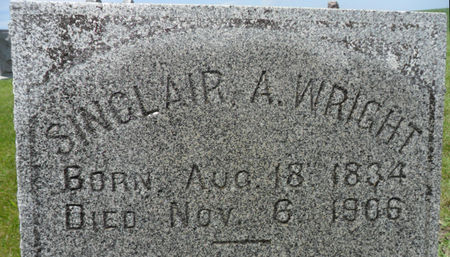 SINCLAIR. A. WRIGHT
BORN. AUG. 18. 1834
DIED NOV. 6. 1906